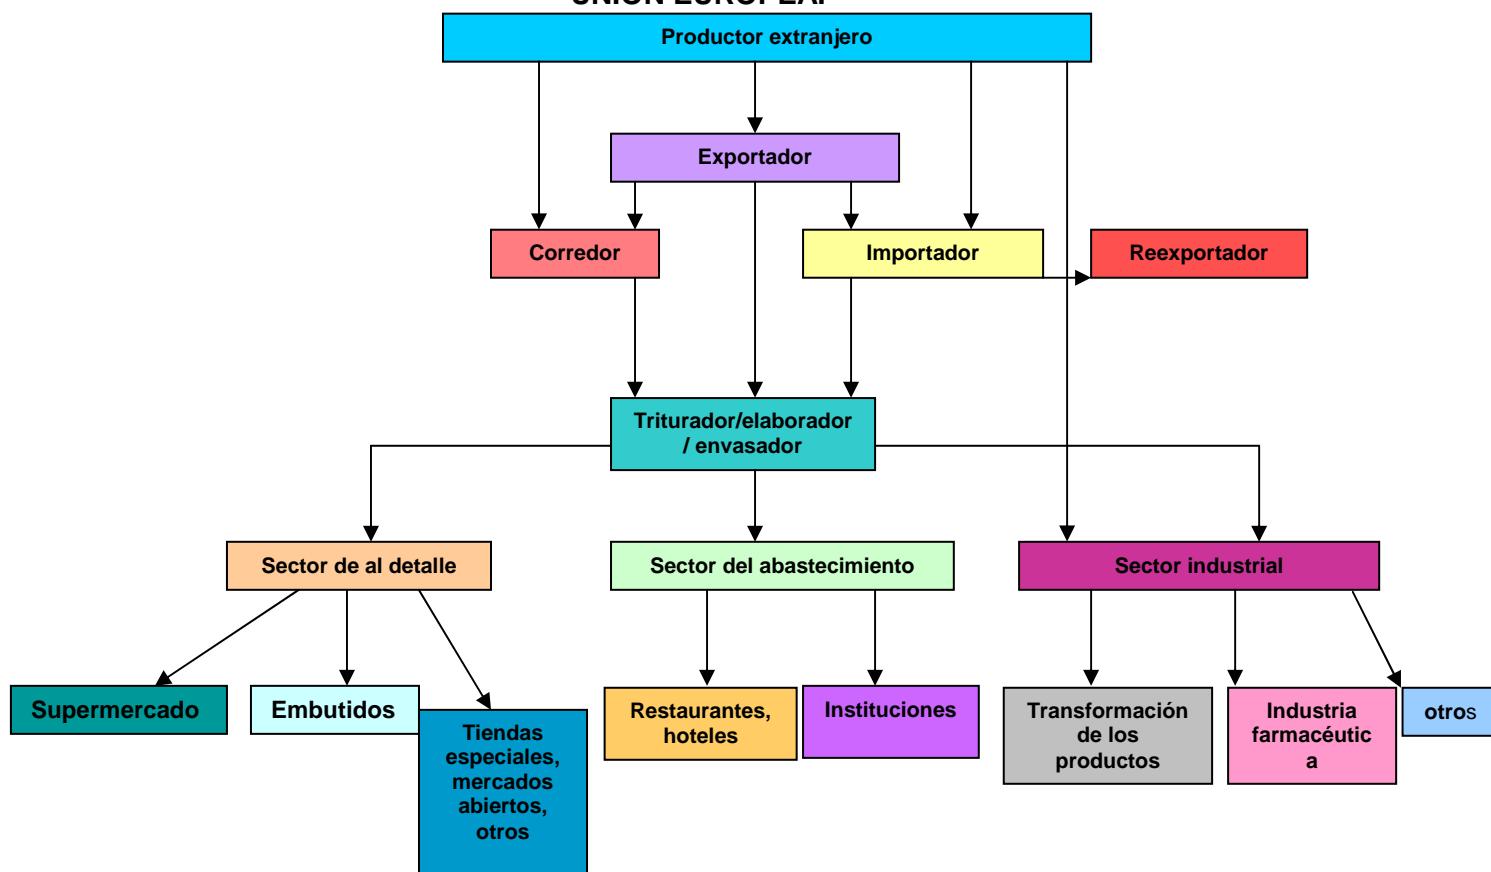 Productor extranjero
Exportador
Corredor
Importador
Reexportador
Triturador/elaborador
/ envasador
Sector de al detalle
Sector del abastecimiento
Sector industrial
Supermercado
Embutidos
Tiendas
especiales,
mercados
abiertos,
otros
Restaurantes,
hoteles
Instituciones
Transformación
de los
productos
Industria
farmacéutic
a
otros